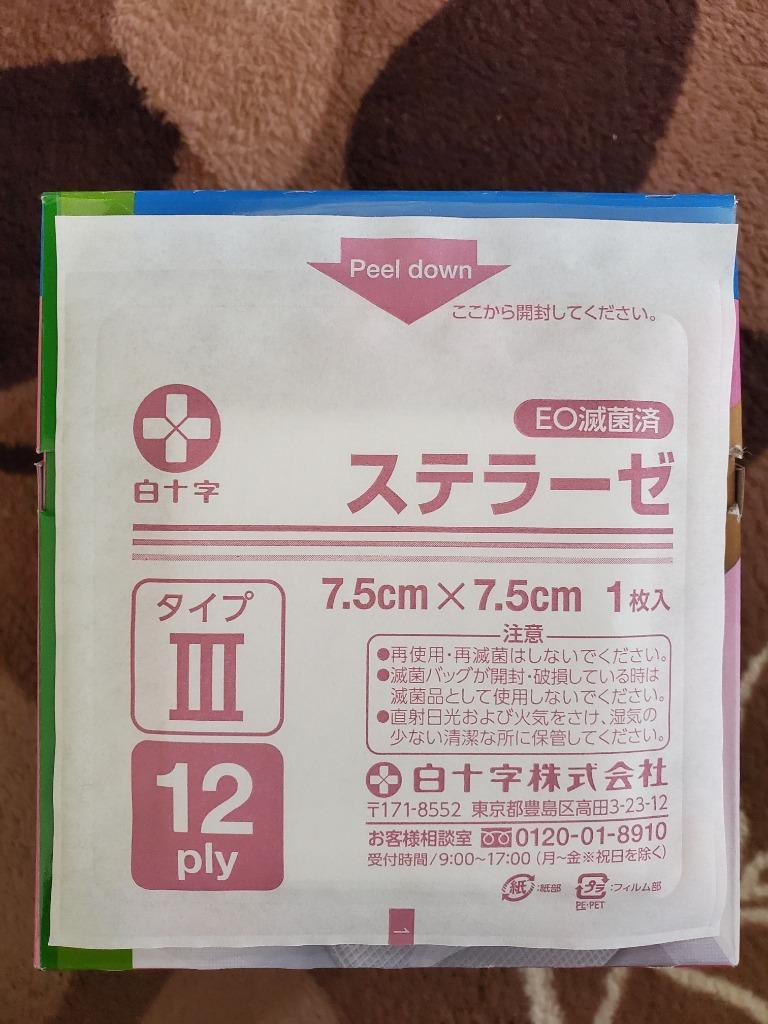 Peel down
ここから開封してください。
EO滅菌済
白十字
ステラーゼ
タイプ
III
12
ply
7.5cm×7.5cm 1枚入
注意
●再使用・再滅菌はしないでください。
●滅菌バッグが開封・破損している時は
滅菌品として使用しないでください。
●直射日光および火気をさけ、湿気の
少ない清潔な所に保管してください。
白十字株式会社
〒171-8552 東京都豊島区高田3-23-12
お客様相談室 0120-01-8910
受付時間/9:00〜17:00 (月〜金※祝日を除く)
紙:紙部 プラ:フィルム部
PE・PET
1